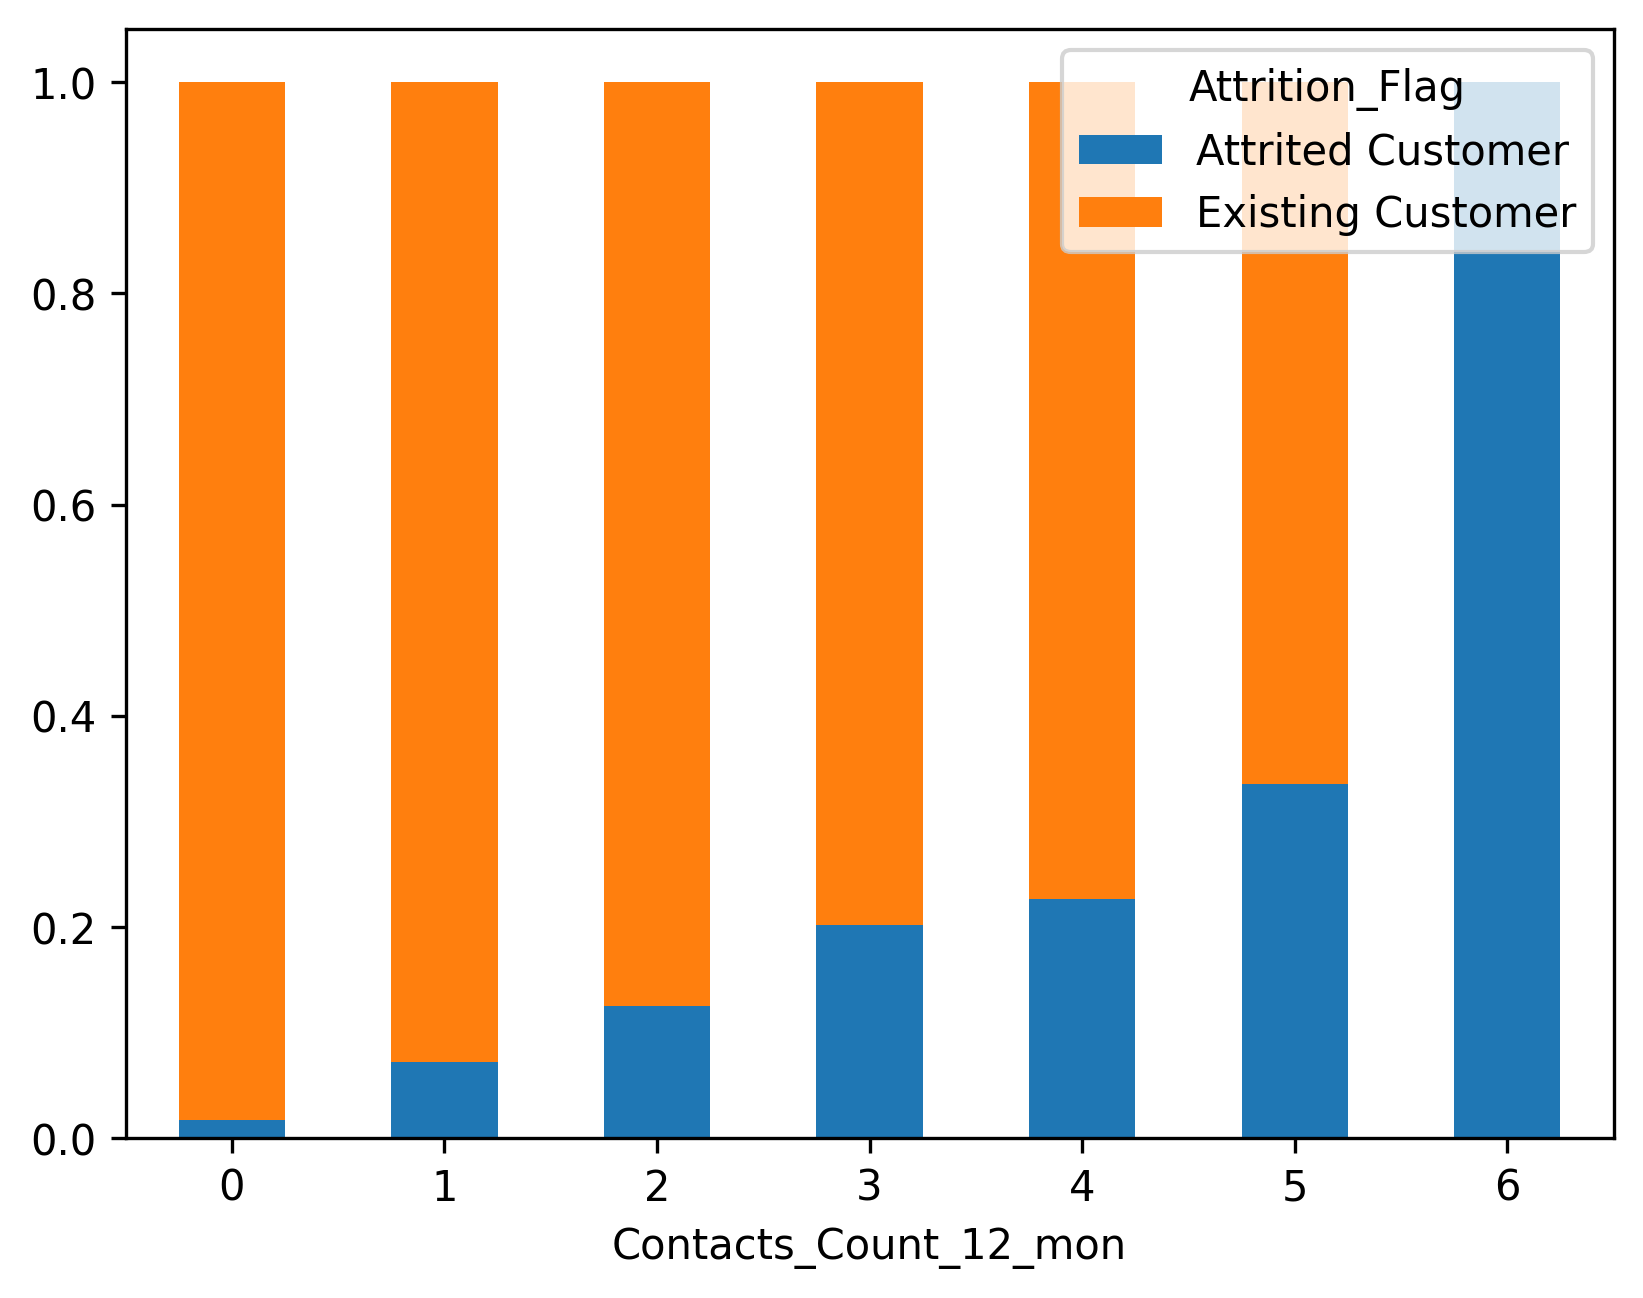 Attrition_Flag
Attrited Customer
Existing Customer
1.0
0.8
0.6
0.4
0.2
0.0
0 1 2 3 4 5 6
Contacts_Count_12_mon